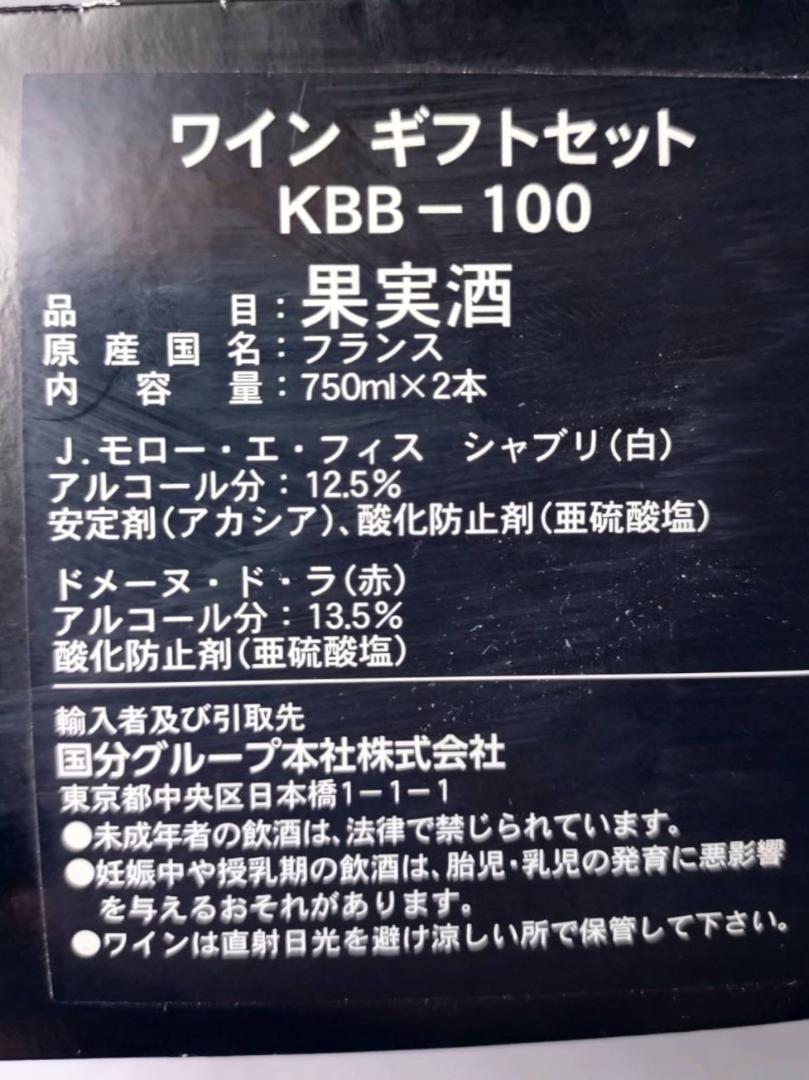 ワイン ギフトセット
KBB－100
品目：果実酒
原産国名：フランス
内容量：750ml×2本
J.モロー・エ・フィス　シャブリ(白)
アルコール分：12.5%
安定剤(アカシア)、酸化防止剤(亜硫酸塩)
ドメーヌ・ド・ラ(赤)
アルコール分：13.5%
酸化防止剤(亜硫酸塩)
輸入者及び引取先
国分グループ本社株式会社
東京都中央区日本橋1－1－1
●未成年者の飲酒は、法律で禁じられています。
●妊娠中や授乳期の飲酒は、胎児・乳児の発育に悪影響
を与えるおそれがあります。
●ワインは直射日光を避け涼しい所で保管して下さい。